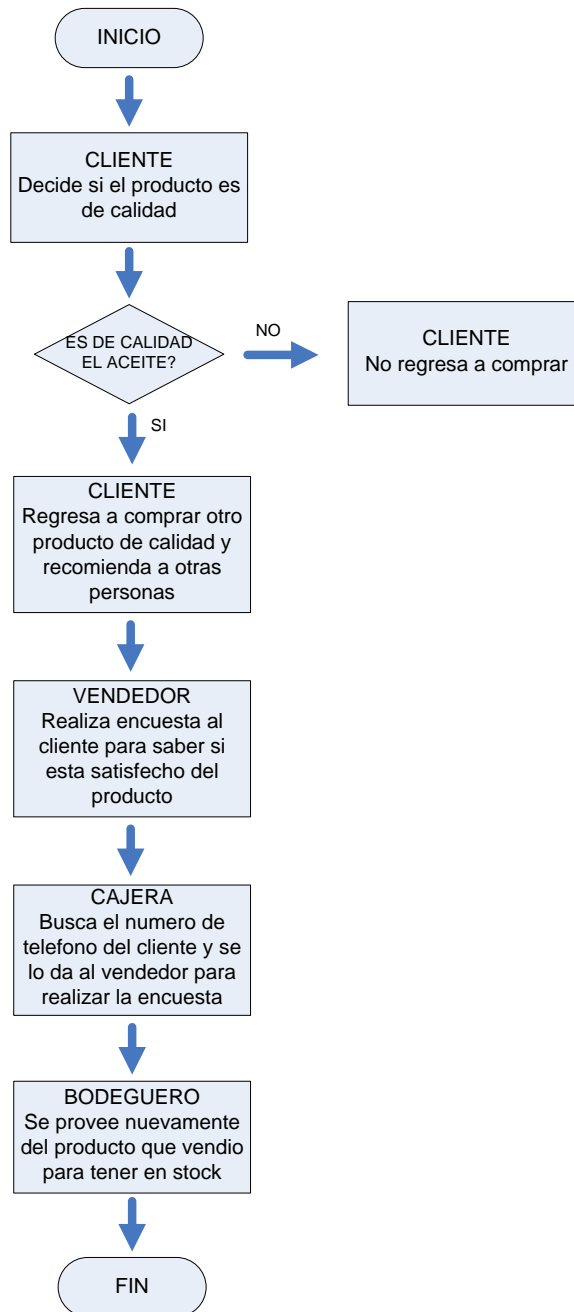 INICIO
CLIENTE
Decide si el producto es
de calidad
ES DE CALIDAD
EL ACEITE?
NO
CLIENTE
No regresa a comprar
SI
CLIENTE
Regresa a comprar otro
producto de calidad y
recomienda a otras
personas
VENDEDOR
Realiza encuesta al
cliente para saber si
esta satisfecho del
producto
CAJERA
Busca el numero de
telefono del cliente y se
lo da al vendedor para
realizar la encuesta
BODEGUERO
Se provee nuevamente
del producto que vendio
para tener en stock
FIN